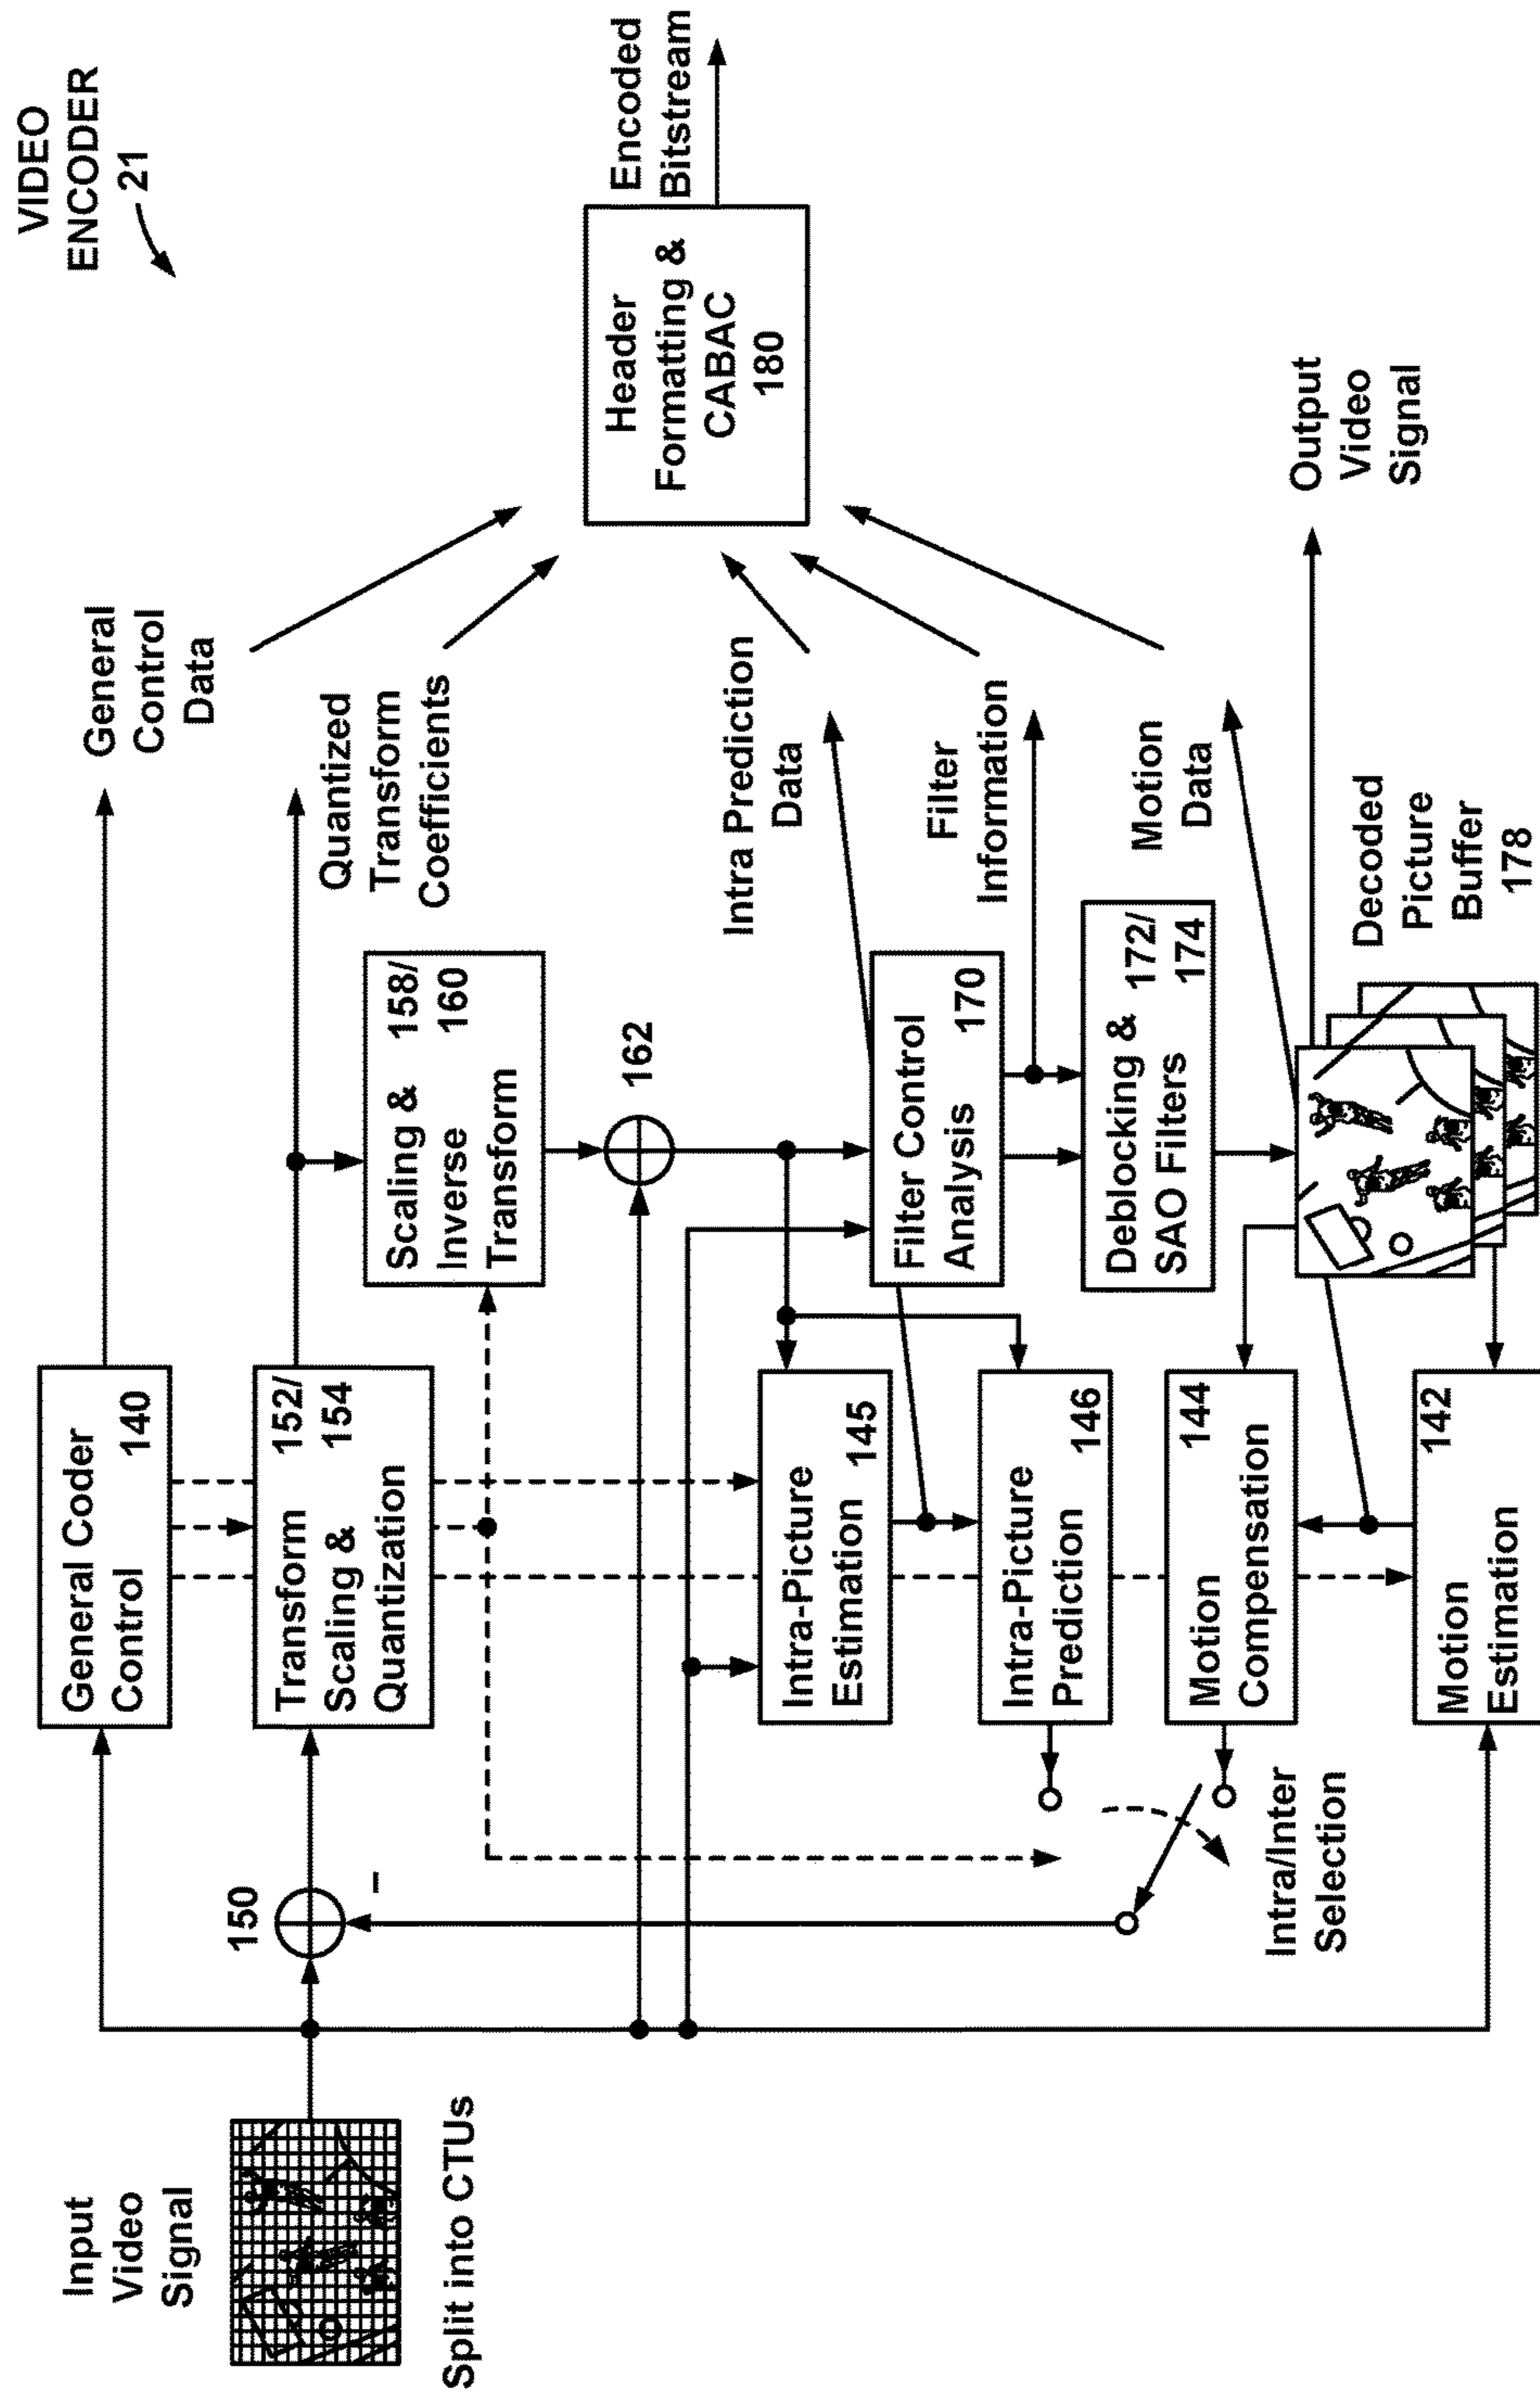 VIDEO
ENCODER
21
Input
Video
Signal
Split into CTUs
General Coder
Control 140
General
Control
Data
150
–
Transform 152/
Scaling & 154
Quantization
Quantized
Transform
Coefficients
Scaling & 158/
Inverse 160
Transform
162
Header
Formatting &
CABAC
180
Encoded
Bitstream
Intra-Picture
Estimation 145
Intra Prediction
Data
Filter Control
Analysis 170
Filter
Information
Intra-Picture
Prediction 146
Deblocking & 172/
SAO Filters 174
Motion 144
Compensation
Motion
Data
Intra/Inter
Selection
Output
Video
Signal
Decoded
Picture
Buffer
178
Motion 142
Estimation